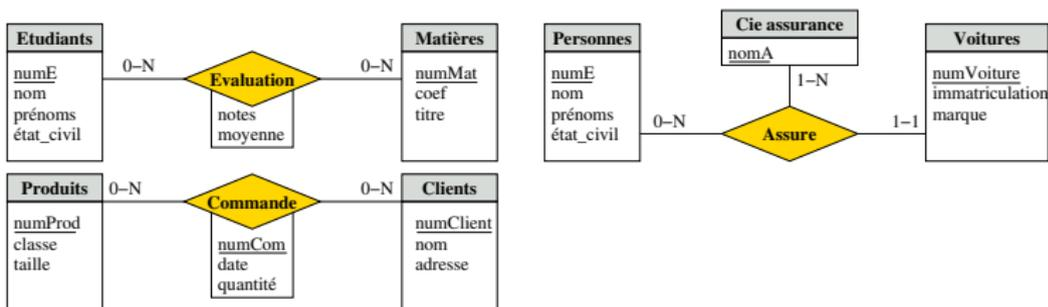 Etudiants
numE
nom
prénoms
état_civil
0–N
Evaluation
notes
moyenne
0–N
Matières
numMat
coef
titre
Personnes
numE
nom
prénoms
état_civil
0–N
Cie assurance
nomA
1–N
Assure
1–1
Voitures
numVoiture
immatriculation
marque
Produits
numProd
classe
taille
0–N
Commande
numCom
date
quantité
0–N
Clients
numClient
nom
adresse